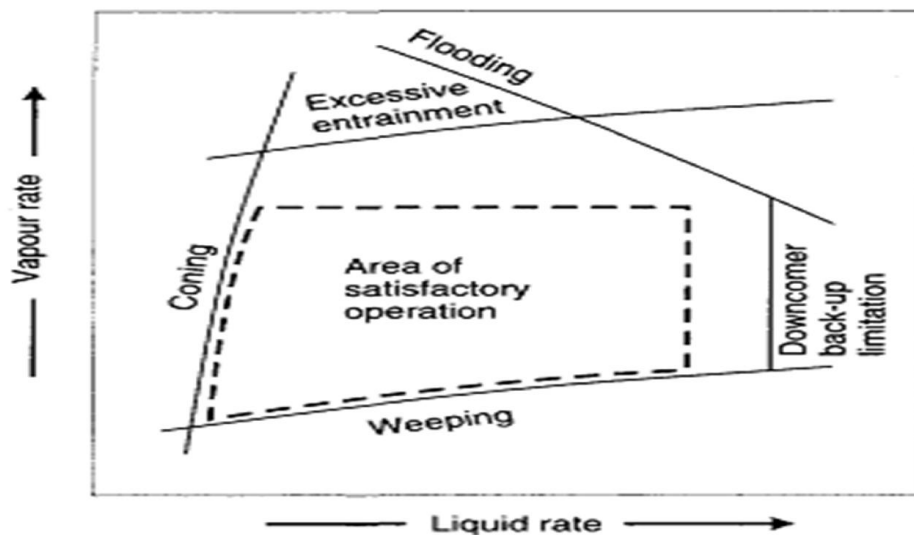 Flooding
Excessive
entrainment
Vapour rate
Coning
Area of
satisfactory
operation
Downcomer
back-up
limitation
Weeping
Liquid rate